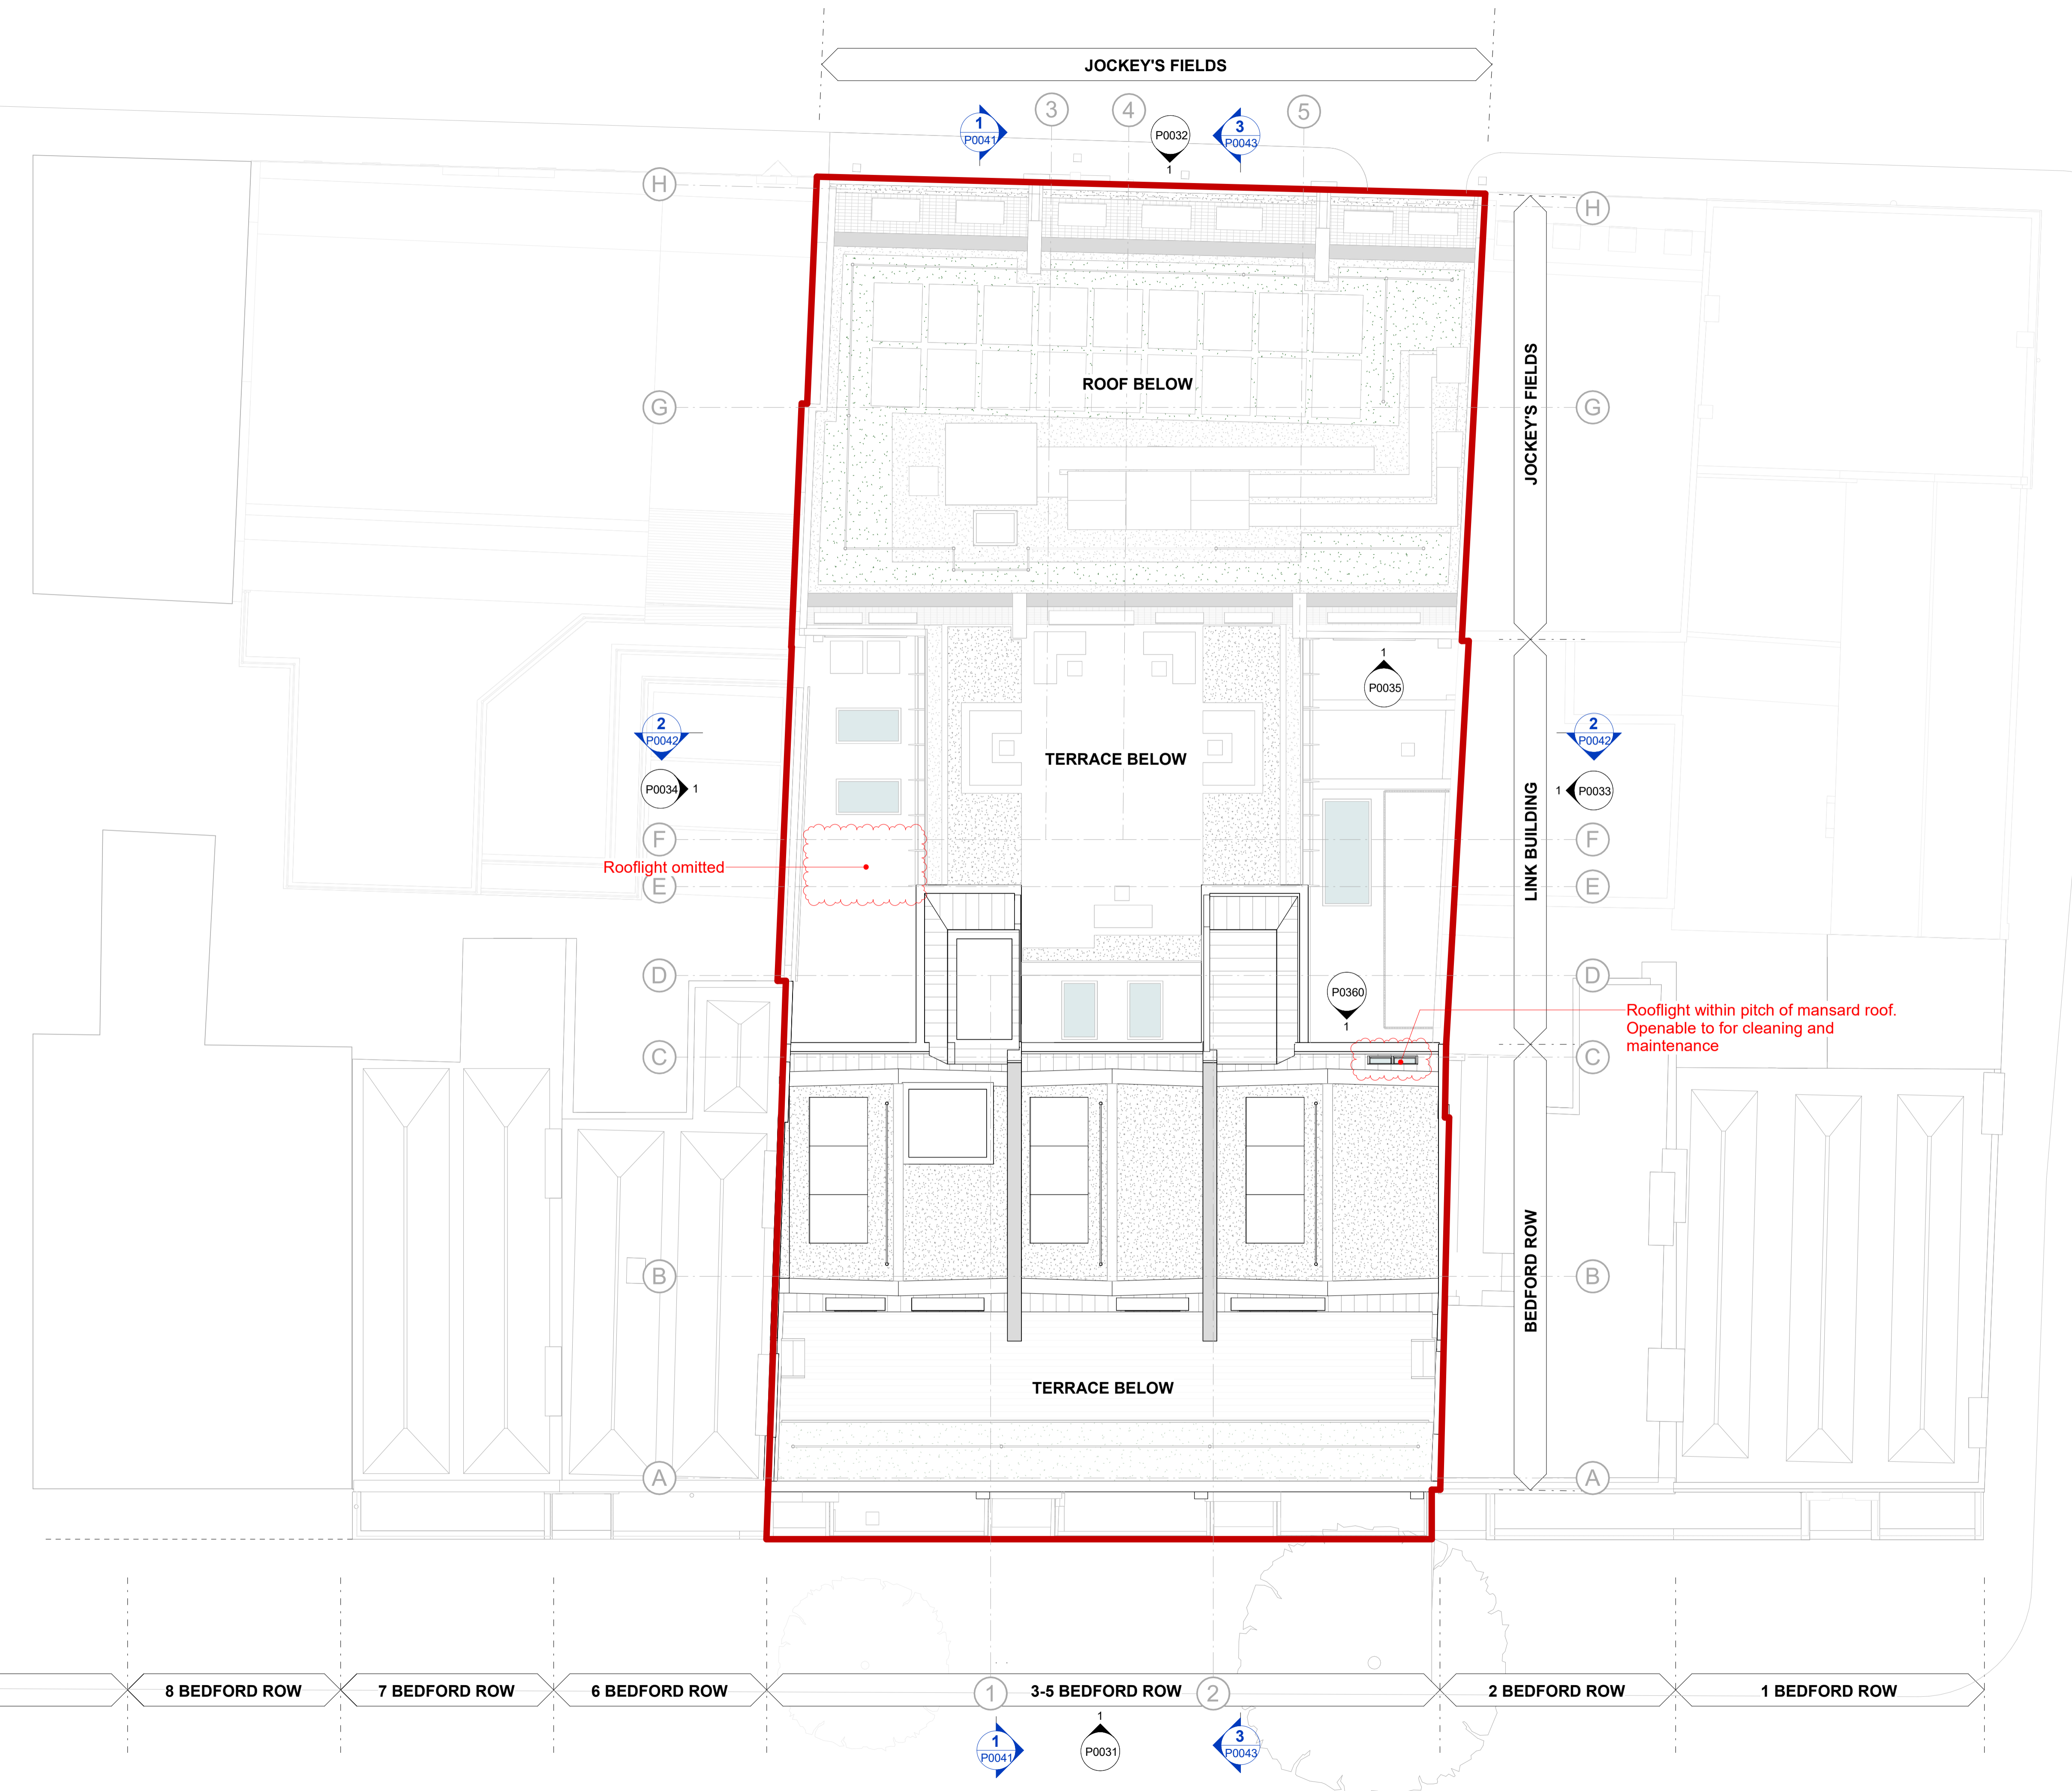 JOCKEY'S FIELDS
1
P0041
3
4
P0032
1
3
P0043
5
H
H
JOCKEY'S FIELDS
ROOF BELOW
G
G
1
P0035
2
P0042
2
P0042
TERRACE BELOW
P0034
1
1
P0033
LINK BUILDING
F
F
Rooflight omitted
E
E
D
D
P0360
1
Rooflight within pitch of mansard roof.
Openable to for cleaning and
maintenance
C
C
BEDFORD ROW
B
B
TERRACE BELOW
A
A
8 BEDFORD ROW
7 BEDFORD ROW
6 BEDFORD ROW
1
3-5 BEDFORD ROW
2
2 BEDFORD ROW
1 BEDFORD ROW
1
P0041
1
P0031
3
P0043